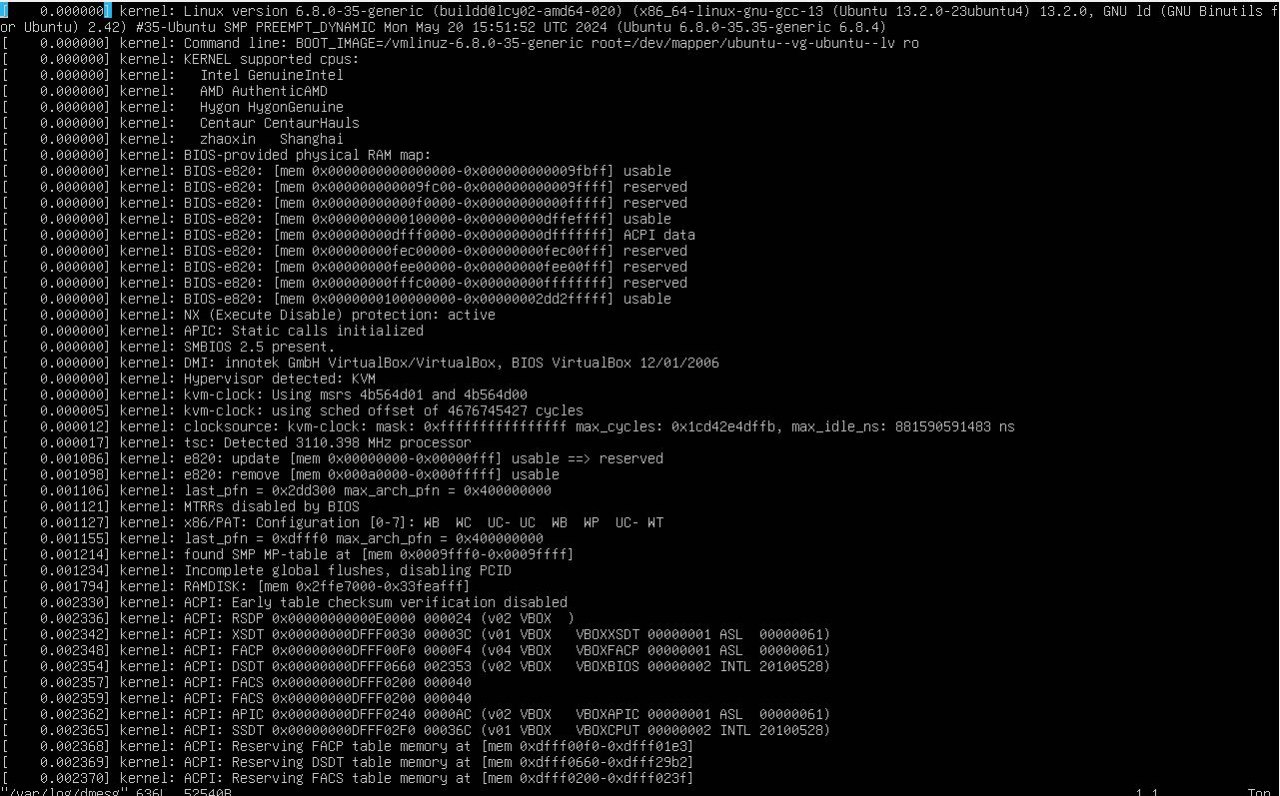 [    0.000000] kernel: Linux version 6.8.0-35-generic (buildd@lcy02-amd64-020) (x86_64-linux-gnu-gcc-13 (Ubuntu 13.2.0-23ubuntu4) 13.2.0, GNU ld (GNU Binutils f
or Ubuntu) 2.42) #35-Ubuntu SMP PREEMPT_DYNAMIC Mon May 20 15:51:52 UTC 2024 (Ubuntu 6.8.0-35.35-generic 6.8.4)
[    0.000000] kernel: Command line: BOOT_IMAGE=/vmlinuz-6.8.0-35-generic root=/dev/mapper/ubuntu--vg-ubuntu--lv ro
[    0.000000] kernel: KERNEL supported cpus:
[    0.000000] kernel:   Intel GenuineIntel
[    0.000000] kernel:   AMD AuthenticAMD
[    0.000000] kernel:   Hygon HygonGenuine
[    0.000000] kernel:   Centaur CentaurHauls
[    0.000000] kernel:   zhaoxin   Shanghai
[    0.000000] kernel: BIOS-provided physical RAM map:
[    0.000000] kernel: BIOS-e820: [mem 0x0000000000000000-0x000000000009fbff] usable
[    0.000000] kernel: BIOS-e820: [mem 0x000000000009fc00-0x000000000009ffff] reserved
[    0.000000] kernel: BIOS-e820: [mem 0x00000000000f0000-0x00000000000fffff] reserved
[    0.000000] kernel: BIOS-e820: [mem 0x0000000000100000-0x00000000dffeffff] usable
[    0.000000] kernel: BIOS-e820: [mem 0x00000000dfff0000-0x00000000dfffffff] ACPI data
[    0.000000] kernel: BIOS-e820: [mem 0x00000000fec00000-0x00000000fec00fff] reserved
[    0.000000] kernel: BIOS-e820: [mem 0x00000000fee00000-0x00000000fee00fff] reserved
[    0.000000] kernel: BIOS-e820: [mem 0x00000000fffc0000-0x00000000ffffffff] reserved
[    0.000000] kernel: BIOS-e820: [mem 0x0000000100000000-0x00000002dd2fffff] usable
[    0.000000] kernel: NX (Execute Disable) protection: active
[    0.000000] kernel: APIC: Static calls initialized
[    0.000000] kernel: SMBIOS 2.5 present.
[    0.000000] kernel: DMI: innotek GmbH VirtualBox/VirtualBox, BIOS VirtualBox 12/01/2006
[    0.000000] kernel: Hypervisor detected: KVM
[    0.000000] kernel: kvm-clock: Using msrs 4b564d01 and 4b564d00
[    0.000005] kernel: kvm-clock: using sched offset of 4676745427 cycles
[    0.000012] kernel: clocksource: kvm-clock: mask: 0xffffffffffffffff max_cycles: 0x1cd42e4dffb, max_idle_ns: 881590591483 ns
[    0.000017] kernel: tsc: Detected 3110.398 MHz processor
[    0.001086] kernel: e820: update [mem 0x00000000-0x00000fff] usable ==> reserved
[    0.001098] kernel: e820: remove [mem 0x000a0000-0x000fffff] usable
[    0.001106] kernel: last_pfn = 0x2dd300 max_arch_pfn = 0x400000000
[    0.001121] kernel: MTRRs disabled by BIOS
[    0.001127] kernel: x86/PAT: Configuration [0-7]: WB  WC  UC- UC  WB  WP  UC- WT
[    0.001155] kernel: last_pfn = 0xdfff0 max_arch_pfn = 0x400000000
[    0.001214] kernel: found SMP MP-table at [mem 0x0009fff0-0x0009ffff]
[    0.001234] kernel: Incomplete global flushes, disabling PCID
[    0.001794] kernel: RAMDISK: [mem 0x2ffe7000-0x33feafff]
[    0.002330] kernel: ACPI: Early table checksum verification disabled
[    0.002336] kernel: ACPI: RSDP 0x00000000000E0000 000024 (v02 VBOX  )
[    0.002342] kernel: ACPI: XSDT 0x00000000DFFF0030 00003C (v01 VBOX   VBOXXSDT 00000001 ASL  00000061)
[    0.002348] kernel: ACPI: FACP 0x00000000DFFF00F0 0000F4 (v04 VBOX   VBOXFACP 00000001 ASL  00000061)
[    0.002354] kernel: ACPI: DSDT 0x00000000DFFF0660 002353 (v02 VBOX   VBOXBIOS 00000002 INTL 20100528)
[    0.002357] kernel: ACPI: FACS 0x00000000DFFF0200 000040
[    0.002359] kernel: ACPI: FACS 0x00000000DFFF0200 000040
[    0.002362] kernel: ACPI: APIC 0x00000000DFFF0240 0000AC (v02 VBOX   VBOXAPIC 00000001 ASL  00000061)
[    0.002365] kernel: ACPI: SSDT 0x00000000DFFF02F0 00036C (v01 VBOX   VBOXCPUT 00000002 INTL 20100528)
[    0.002368] kernel: ACPI: Reserving FACP table memory at [mem 0xdfff00f0-0xdfff01e3]
[    0.002369] kernel: ACPI: Reserving DSDT table memory at [mem 0xdfff0660-0xdfff29b2]
[    0.002370] kernel: ACPI: Reserving FACS table memory at [mem 0xdfff0200-0xdfff023f]
"/var/log/dmesg" 636L, 52540B                1,1           Top